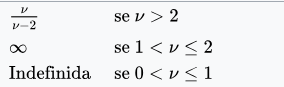 ν/(ν−2) se ν > 2
∞ se 1 < ν ≤ 2
Indefinida se 0 < ν ≤ 1